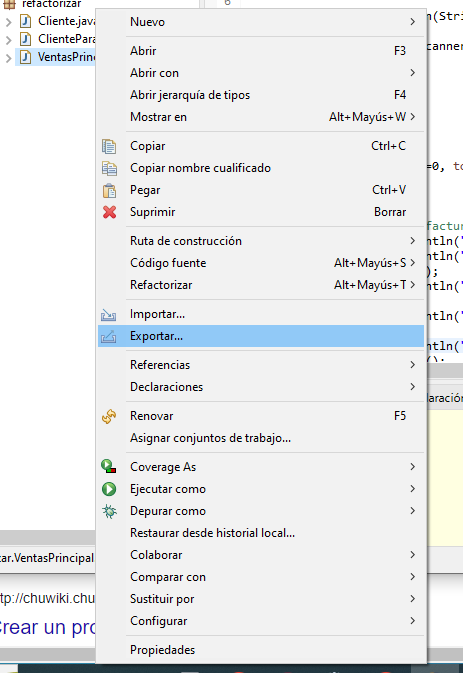 refactorizar
6
Cliente.java
ClientePara
VentasPrin
Nuevo
Abrir F3
Abrir con
Abrir jerarquía de tipos F4
Mostrar en Alt+Mayús+W
Copiar Ctrl+C
Copiar nombre cualificado
Pegar Ctrl+V
Suprimir Borrar
Ruta de construcción
Código fuente Alt+Mayús+S
Refactorizar Alt+Mayús+T
Importar...
Exportar...
Referencias
Declaraciones
Renovar F5
Asignar conjuntos de trabajo...
Coverage As
Ejecutar como
Depurar como
Restaurar desde historial local...
Colaborar
Comparar con
Sustituir por
Configurar
Propiedades
n(Stri
canner
=0, to
factur
ntln("
ntln("
);
ntln("
ntln("
ntln("
();
aración
ar.VentasPrincipal
tp://chuwiki.chu
Crear un pro